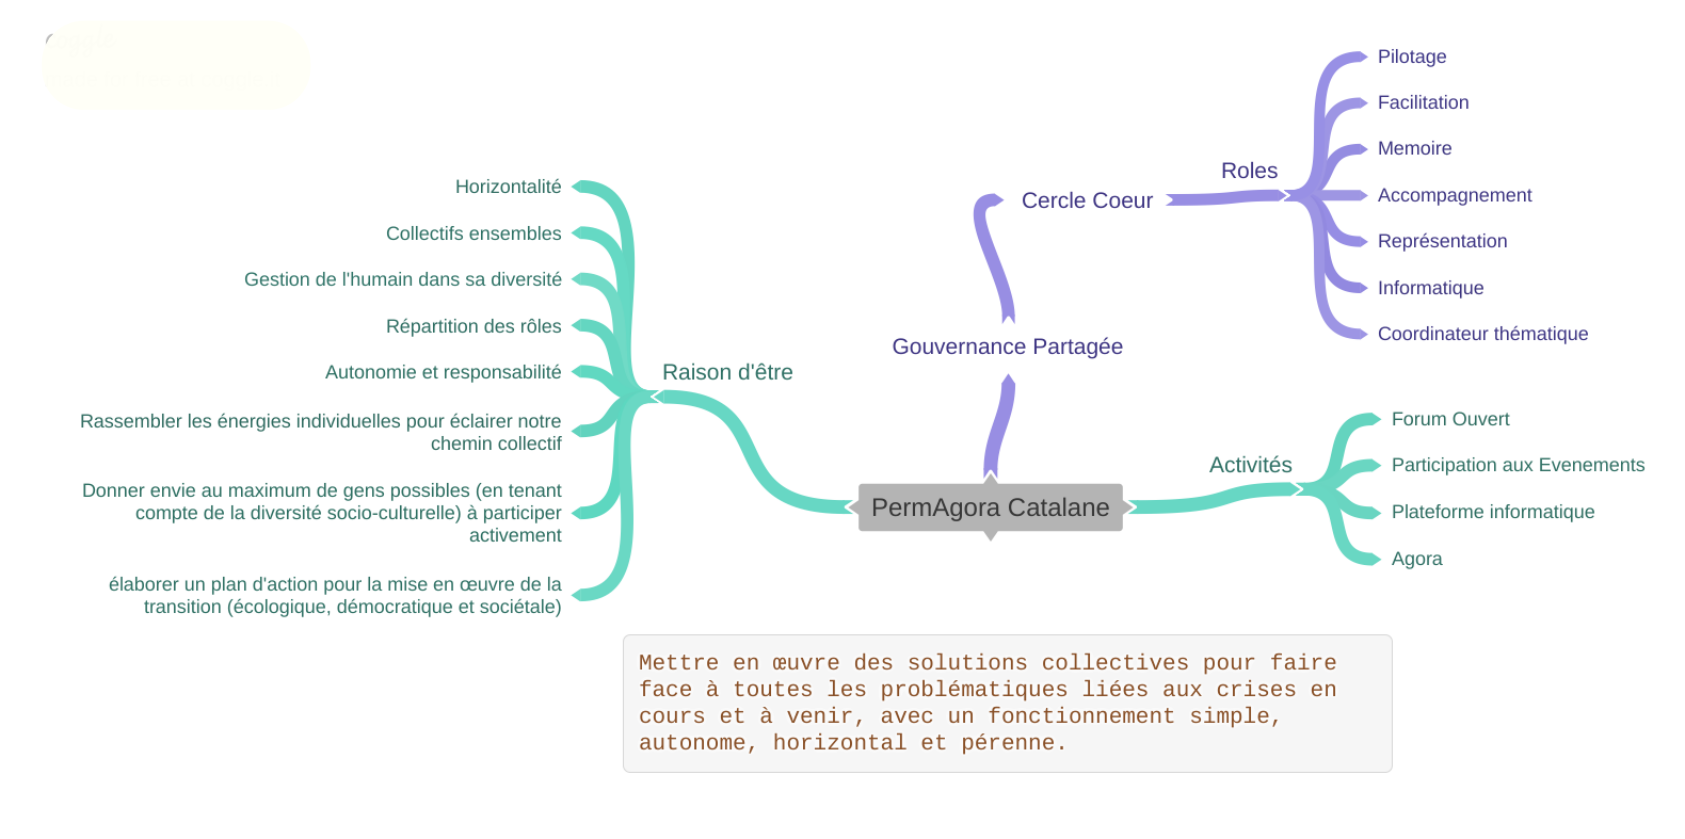 Horizontalité
Collectifs ensembles
Gestion de l'humain dans sa diversité
Répartition des rôles
Autonomie et responsabilité
Rassembler les énergies individuelles pour éclairer notre
chemin collectif
Donner envie au maximum de gens possibles (en tenant
compte de la diversité socio-culturelle) à participer
activement
élaborer un plan d'action pour la mise en œuvre de la
transition (écologique, démocratique et sociétale)
Raison d'être
Gouvernance Partagée
Cercle Coeur
Roles
Pilotage
Facilitation
Memoire
Accompagnement
Représentation
Informatique
Coordinateur thématique
PermAgora Catalane
Activités
Forum Ouvert
Participation aux Evenements
Plateforme informatique
Agora
Mettre en œuvre des solutions collectives pour faire
face à toutes les problématiques liées aux crises en
cours et à venir, avec un fonctionnement simple,
autonome, horizontal et pérenne.